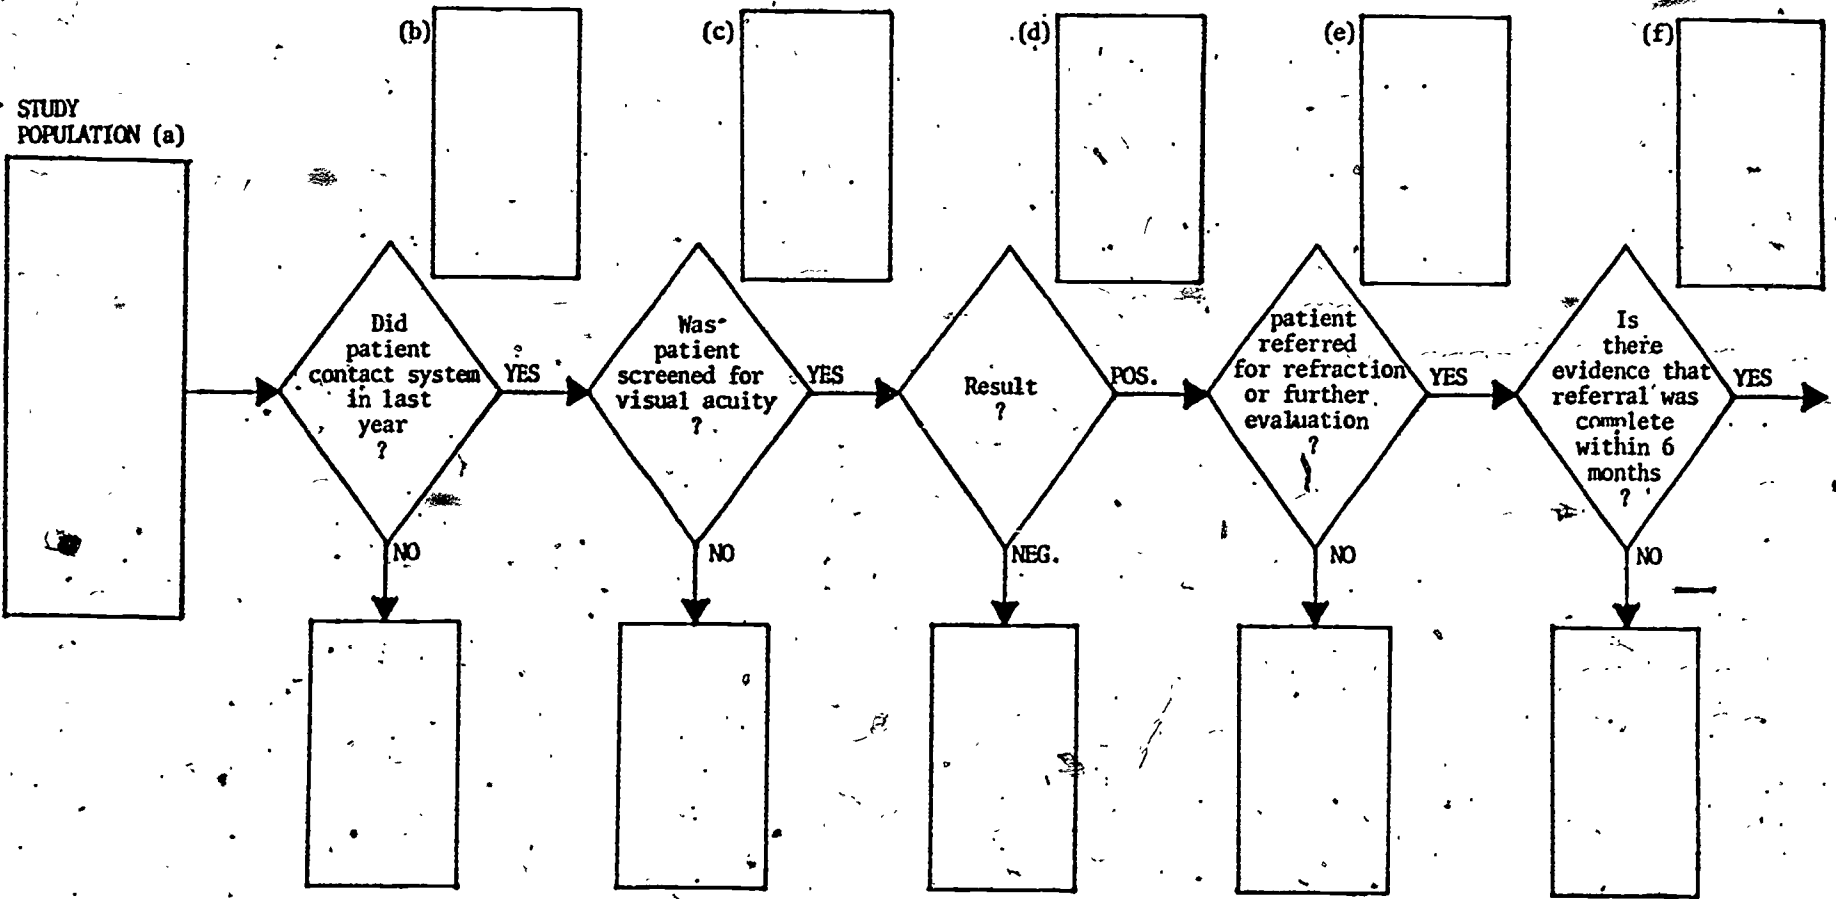 (b)
(c)
(d)
(e)
(f)
STUDY
POPULATION (a)
Did
patient
contact system
in last
year
?
YES
NO
Was
patient
screened for
visual acuity
?
YES
NO
Result
?
POS.
NEG.
patient
referred
for refraction
or further
evaluation
?
YES
NO
Is
there
evidence that
referral was
complete
within 6
months
?
YES
NO